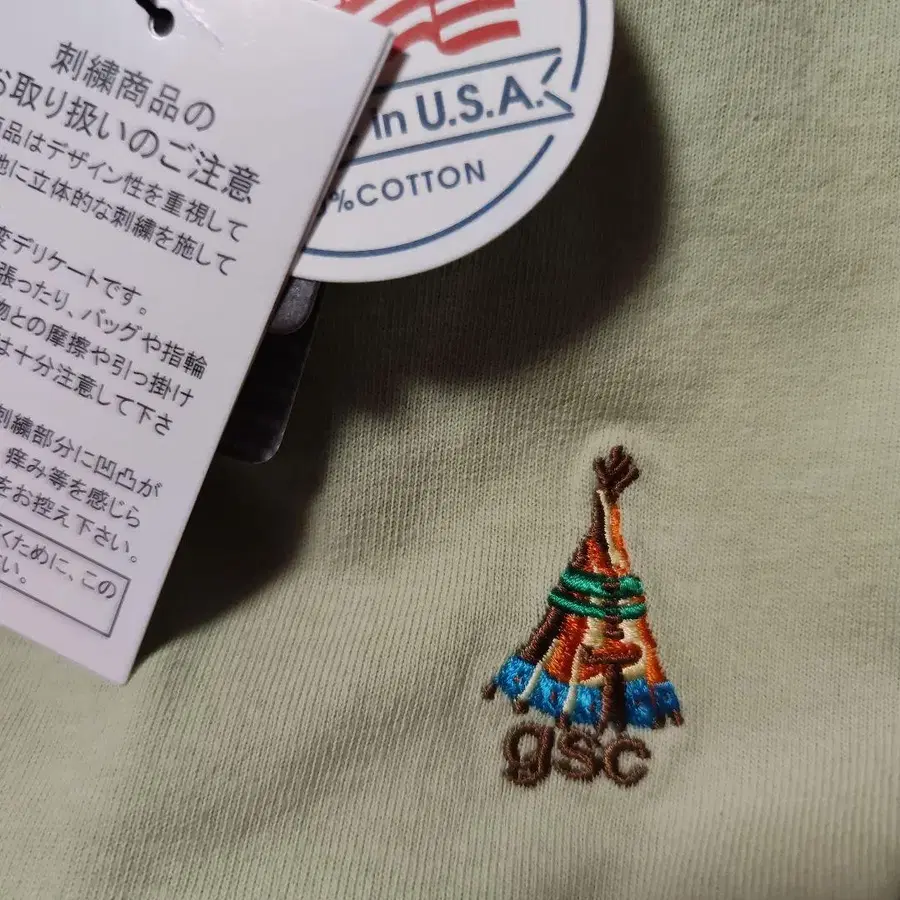 刺繍商品の
お取り扱いのご注意
商品はデザイン性を重視して
地に立体的な刺繍を施して
変デリケートです。
張ったり、バッグや指輪
物との摩擦や引っ掛け
は十分注意して下さ
刺繍部分に凹凸が
痒み等を感じら
をお控え下さい。
くために、この
い。
in U.S.A.
%COTTON
gsc